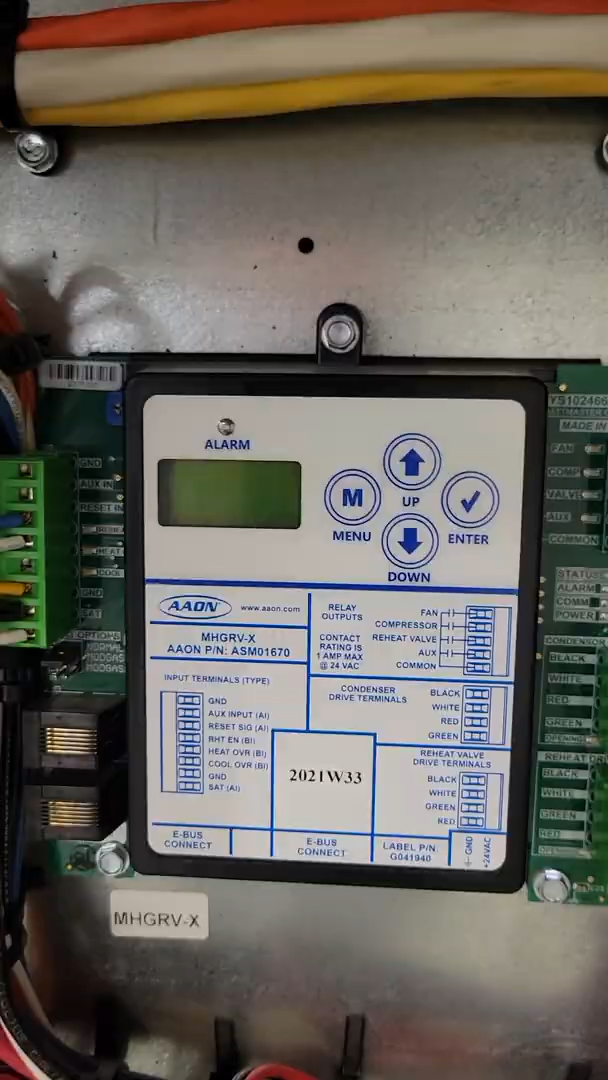 ALARM
M
UP
MENU
ENTER
DOWN
AAON
www.aaon.com
MHGRV-X
AAON P/N: ASM01670
INPUT TERMINALS (TYPE)
GND
AUX INPUT (AI)
RESET SIG (AI)
RHT EN (BI)
HEAT OVR (BI)
COOL OVR (BI)
GND
SAT (AI)
RELAY
OUTPUTS
CONTACT
RATING IS
1 AMP MAX
@ 24 VAC
FAN
COMPRESSOR
REHEAT VALVE
AUX
COMMON
CONDENSER
DRIVE TERMINALS
BLACK
WHITE
RED
GREEN
REHEAT VALVE
DRIVE TERMINALS
BLACK
WHITE
GREEN
RED
2021W33
E-BUS
CONNECT
E-BUS
CONNECT
LABEL P/N:
G041940
GND
+24VAC
MHGRV-X
GND
AUX IN
RESET IN
GND
SAT
YS102466
MADE IN
FAN
COMP
VALVE
AUX
COMMON
STATUS
ALARM
COMM
POWER
CONDENSOR
BLACK
WHITE
RED
GREEN
OPENING
REHEAT
BLACK
WHITE
GREEN
RED